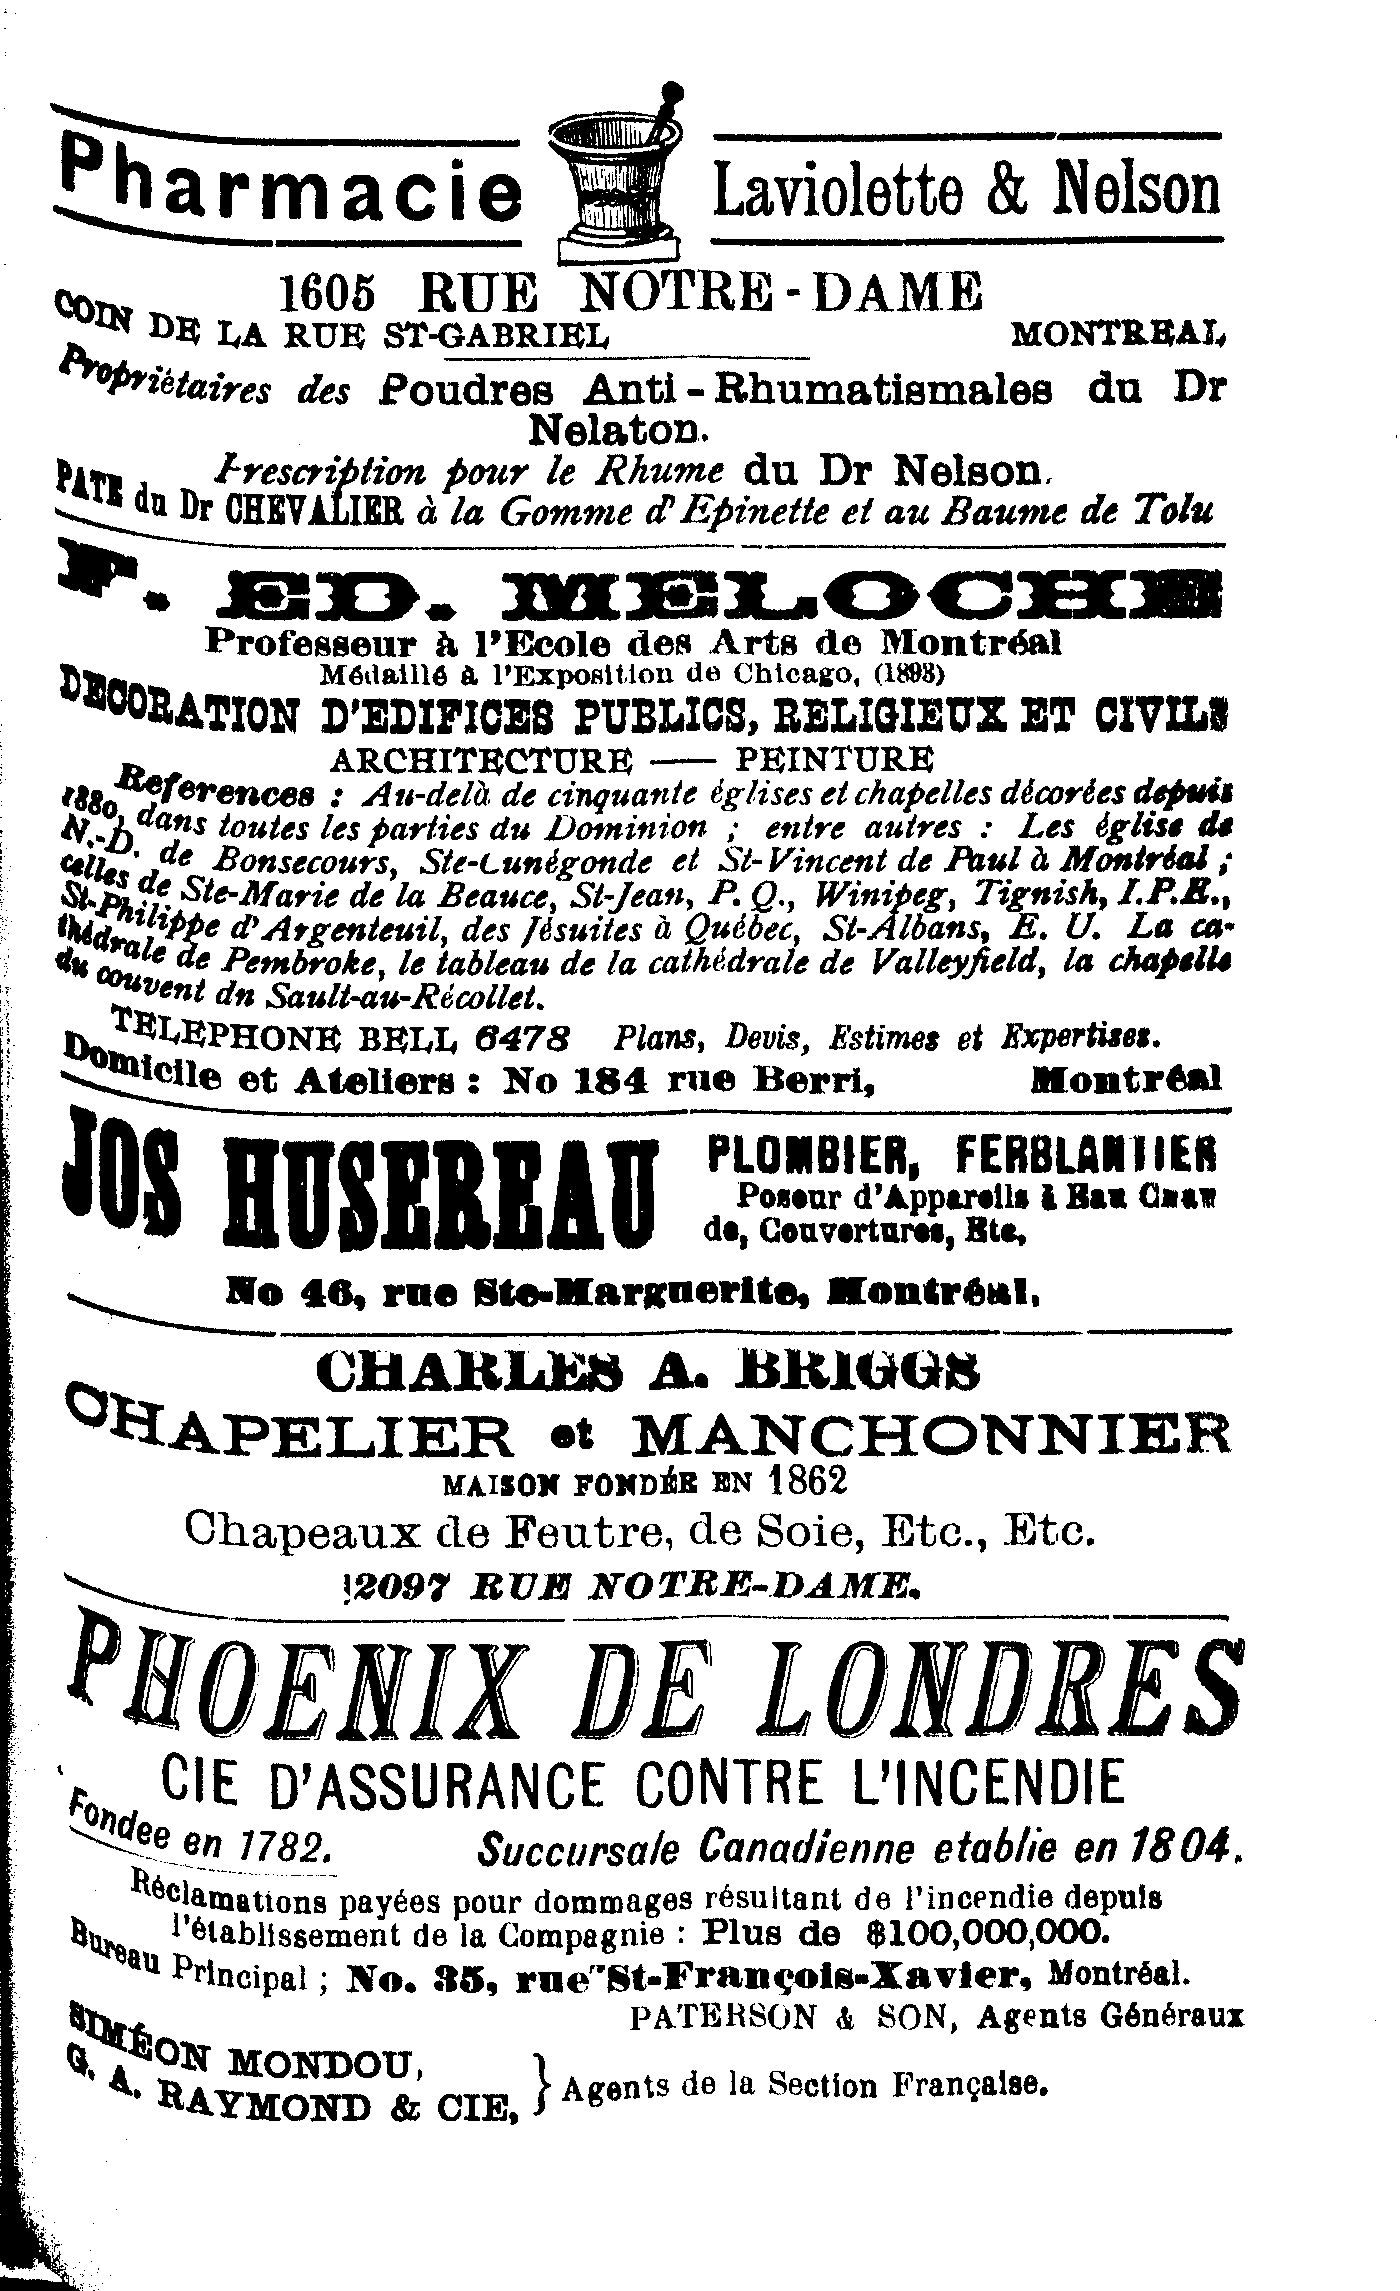 Pharmacie Laviolette & Nelson
1605 RUE NOTRE-DAME
COIN DE LA RUE ST-GABRIEL MONTREAL
Propriétaires des Poudres Anti-Rhumatismales du Dr
Nelaton.
Prescription pour le Rhume du Dr Nelson.
PATE du Dr CHEVALIER à la Gomme d'Epinette et au Baume de Tolu
F. ED. MELOCHE
Professeur à l'Ecole des Arts de Montréal
Médaillé à l'Exposition de Chicago, (1893)
DECORATION D'EDIFICES PUBLICS, RELIGIEUX ET CIVILS
ARCHITECTURE — PEINTURE
References : Au-delà de cinquante églises et chapelles décorées depuis
1880, dans toutes les parties du Dominion ; entre autres : Les église de
N.-D. de Bonsecours, Ste-Cunégonde et St-Vincent de Paul à Montréal ;
celles de Ste-Marie de la Beauce, St-Jean, P. Q., Winipeg, Tignish, I.P.E.,
St-Philippe d'Argenteuil, des Jésuites à Québec, St-Albans, E. U. La ca-
thédrale de Pembroke, le tableau de la cathédrale de Valleyfield, la chapelle
du couvent dn Sault-au-Récollet.
TELEPHONE BELL 6478 Plans, Devis, Estimes et Expertises.
Domicile et Ateliers : No 184 rue Berri, Montréal
JOS HUSEREAU PLOMBIER, FERBLANTIER
Poseur d'Appareils à Eau Chau
de, Couvertures, Etc,
No 46, rue Ste-Marguerite, Montréal.
CHARLES A. BRIGGS
CHAPELIER et MANCHONNIER
MAISON FONDÉE EN 1862
Chapeaux de Feutre, de Soie, Etc., Etc.
2097 RUE NOTRE-DAME.
PHOENIX DE LONDRES
CIE D'ASSURANCE CONTRE L'INCENDIE
Fondee en 1782. Succursale Canadienne etablie en 1804.
Réclamations payées pour dommages résultant de l'incendie depuis
l'établissement de la Compagnie : Plus de $100,000,000.
Bureau Principal ; No. 35, rue St-François-Xavier, Montréal.
PATERSON & SON, Agents Généraux
SIMÉON MONDOU,
G. A. RAYMOND & CIE, } Agents de la Section Française.